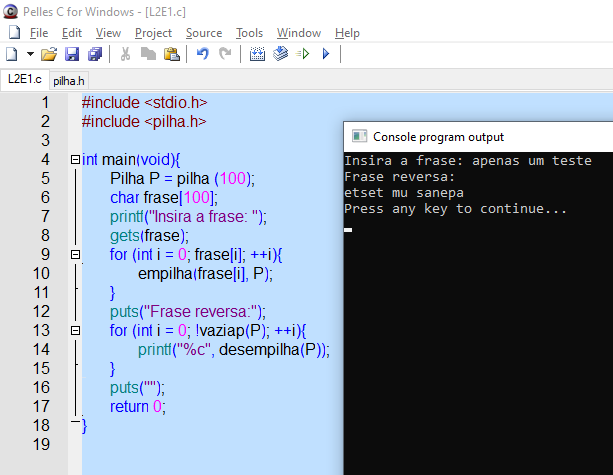 Pelles C for Windows - [L2E1.c]
File Edit View Project Source Tools Window Help
L2E1.c pilha.h
1 #include <stdio.h>
2 #include <pilha.h>
3
4 int main(void){
5 Pilha P = pilha (100);
6 char frase[100];
7 printf("Insira a frase: ");
8 gets(frase);
9 for (int i = 0; frase[i]; ++i){
10 empilha(frase[i], P);
11 }
12 puts("Frase reversa:");
13 for (int i = 0; !vaziap(P); ++i){
14 printf("%c", desempilha(P));
15 }
16 puts("");
17 return 0;
18 }
19
Console program output
Insira a frase: apenas um teste
Frase reversa:
etset mu sanepa
Press any key to continue...